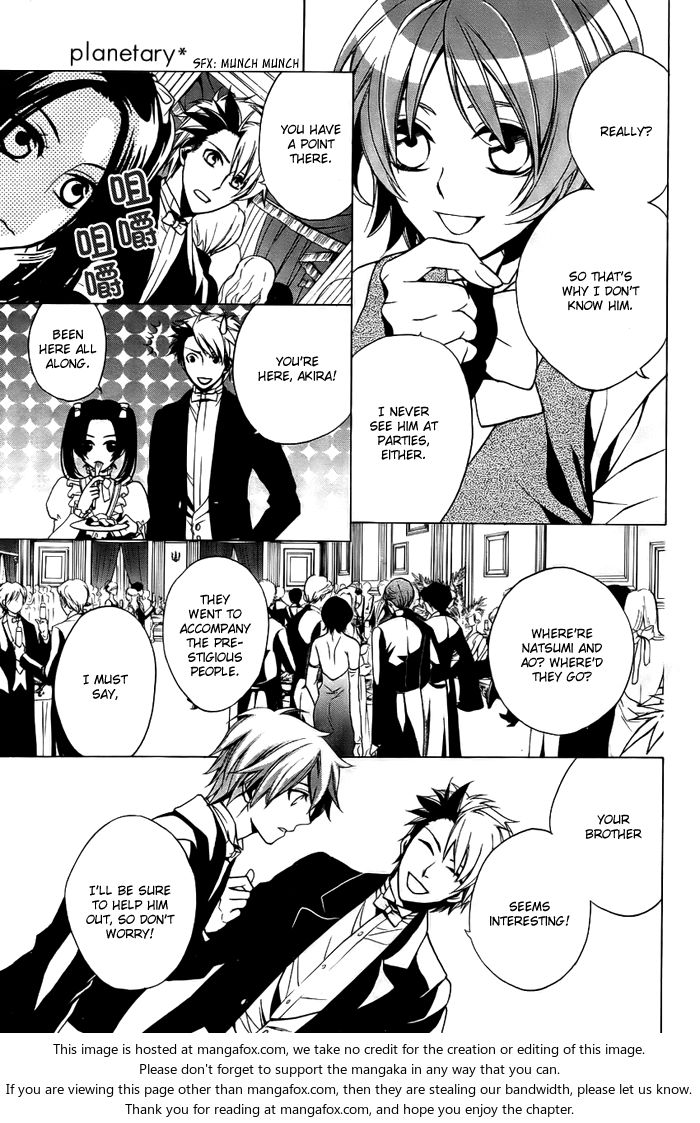 planetary*
SFX: MUNCH MUNCH
REALLY?
SO THAT'S
WHY I DON'T
KNOW HIM.
I NEVER
SEE HIM AT
PARTIES,
EITHER.
YOU HAVE
A POINT
THERE.
咀嚼
咀嚼
YOU'RE
HERE, AKIRA!
BEEN
HERE ALL
ALONG.
WHERE'RE
NATSUMI AND
AO? WHERE'D
THEY GO?
THEY
WENT TO
ACCOMPANY
THE PRE-
STIGIOUS
PEOPLE.
I MUST
SAY,
YOUR
BROTHER
SEEMS
INTERESTING!
I'LL BE SURE
TO HELP HIM
OUT, SO DON'T
WORRY!
This image is hosted at mangafox.com, we take no credit for the creation or editing of this image.
Please don't forget to support the mangaka in any way that you can.
If you are viewing this page other than mangafox.com, then they are stealing our bandwidth, please let us know.
Thank you for reading at mangafox.com, and hope you enjoy the chapter.